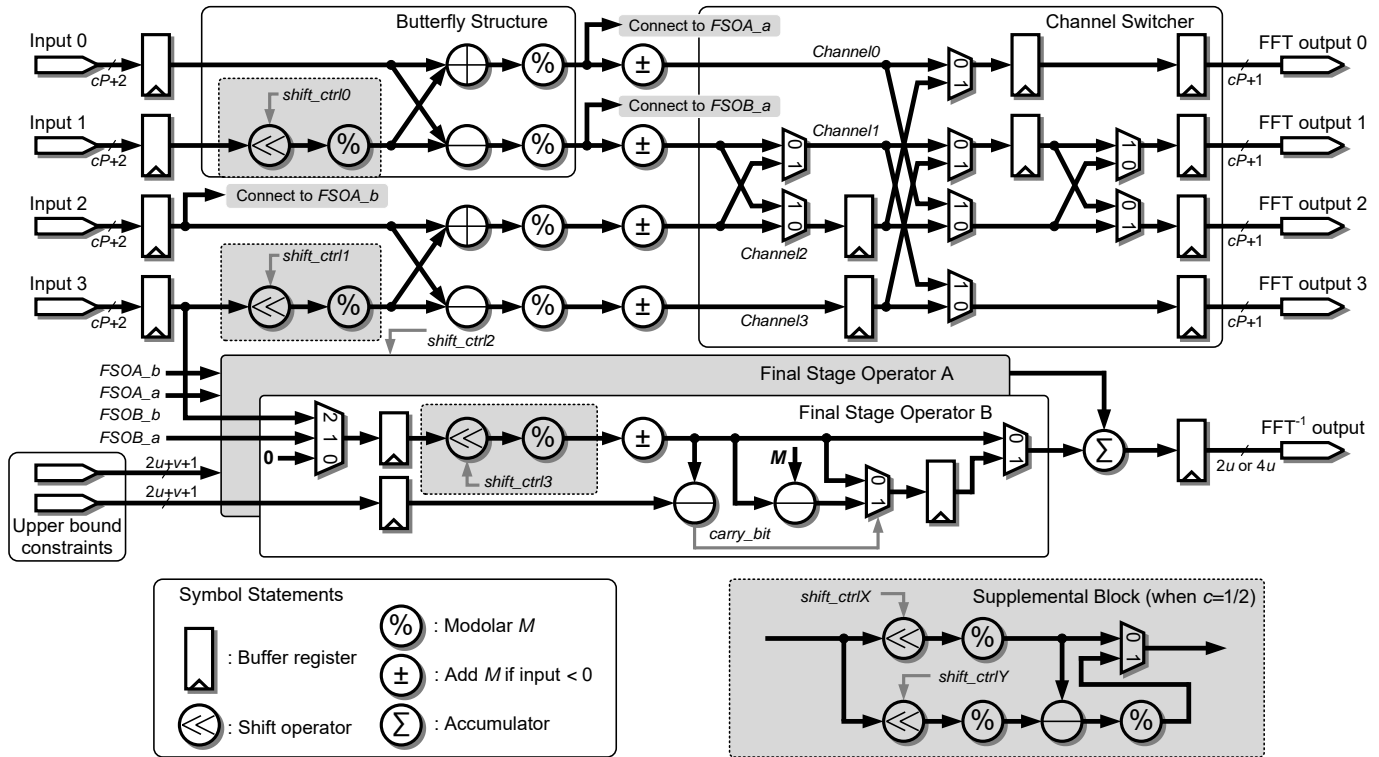 Butterfly Structure
Connect to FSOA_a
Channel Switcher
Input 0
cP+2
shift_ctrl0
%
±
Channel0
0
1
FFT output 0
cP+1
Connect to FSOB_a
Input 1
cP+2
<<
%
%
±
Channel1
0
1
0
1
1
0
FFT output 1
cP+1
Connect to FSOA_b
Input 2
cP+2
%
±
1
0
Channel2
1
0
0
1
FFT output 2
cP+1
shift_ctrl1
Input 3
cP+2
<<
%
%
±
Channel3
1
0
FFT output 3
cP+1
shift_ctrl2
FSOA_b
FSOA_a
FSOB_b
FSOB_a
0
Final Stage Operator A
Final Stage Operator B
2
1
0
<<
%
±
shift_ctrl3
M
0
1
0
1
Σ
FFT-1 output
2u or 4u
2u+v+1
2u+v+1
carry_bit
Upper bound
constraints
Symbol Statements
: Buffer register
<<
: Shift operator
%
: Modolar M
±
: Add M if input < 0
Σ
: Accumulator
Supplemental Block (when c=1/2)
shift_ctrlX
<<
%
0
1
shift_ctrlY
<<
%
%